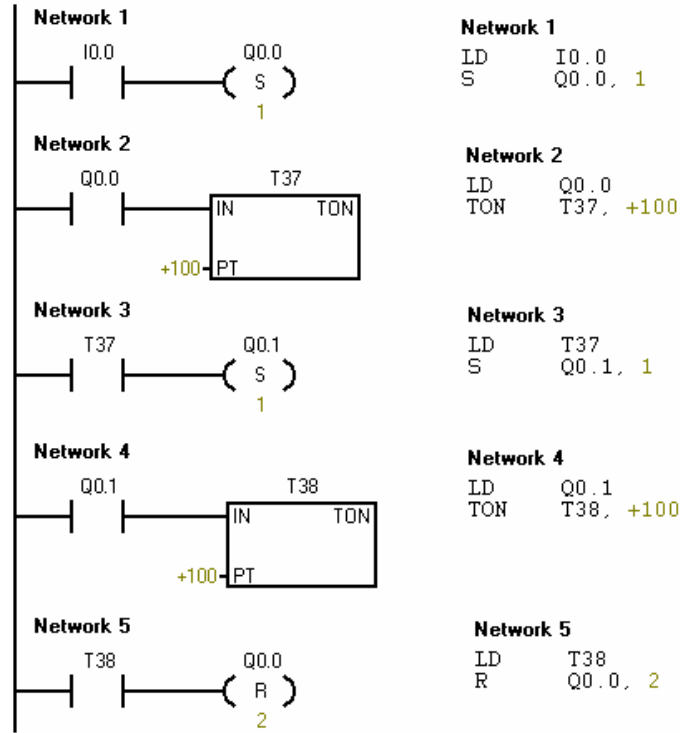 Network 1
I0.0 Q0.0
S
1
Network 1
LD I0.0
S Q0.0, 1
Network 2
Q0.0 T37
IN TON
+100 PT
Network 2
LD Q0.0
TON T37, +100
Network 3
T37 Q0.1
S
1
Network 3
LD T37
S Q0.1, 1
Network 4
Q0.1 T38
IN TON
+100 PT
Network 4
LD Q0.1
TON T38, +100
Network 5
T38 Q0.0
R
2
Network 5
LD T38
R Q0.0, 2